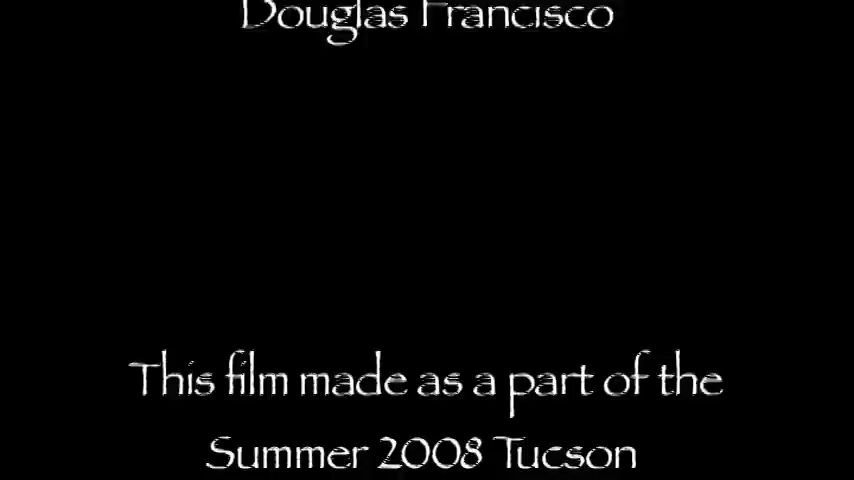 Douglas Francisco
This film made as a part of the
Summer 2008 Tucson